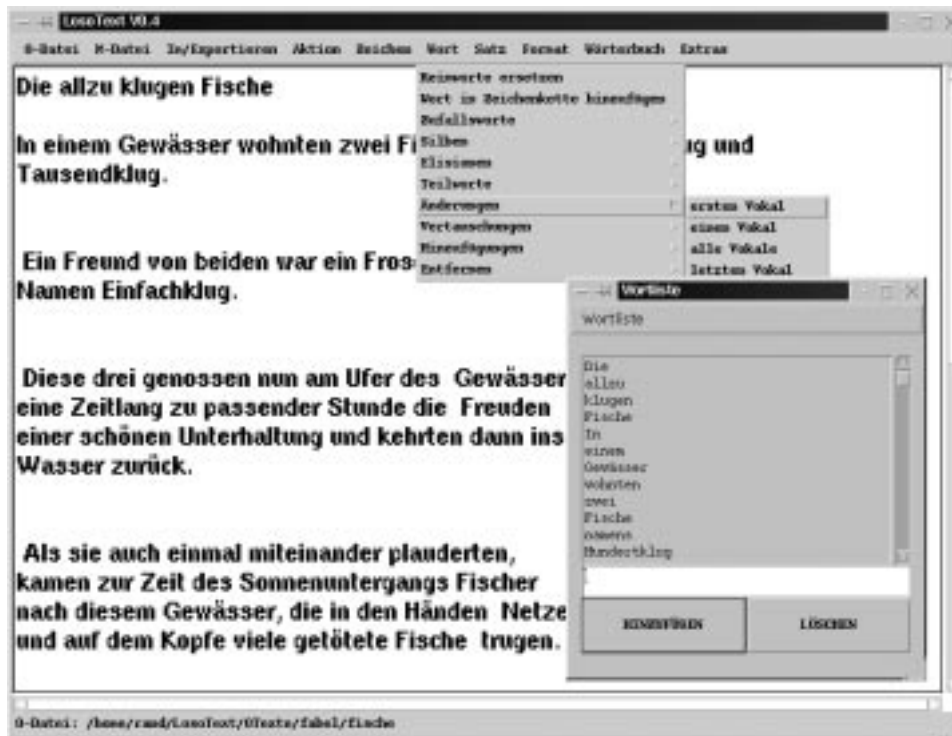 LeseText V0.4
O-Datei M-Datei Im/Exportieren Aktion Zeichen Wort Satz Format Wörterbuch Extras
Die allzu klugen Fische
In einem Gewässer wohnten zwei Fi ug und
Tausendklug.
Ein Freund von beiden war ein Fros
Namen Einfachklug.
Diese drei genossen nun am Ufer des Gewässer
eine Zeitlang zu passender Stunde die Freuden
einer schönen Unterhaltung und kehrten dann ins
Wasser zurück.
Als sie auch einmal miteinander plauderten,
kamen zur Zeit des Sonnenuntergangs Fischer
nach diesem Gewässer, die in den Händen Netze
und auf dem Kopfe viele getötete Fische trugen.
Reimworte ersetzen
Wort in Zeichenkette hinzufügen
Zufallsworte
Silben
Elisionen
Teilworte
Änderungen
Vertauschungen
Hinzufügungen
Entfernen
ersten Vokal
einen Vokal
alle Vokale
letzten Vokal
Wortliste
Wortliste
Die
allzu
klugen
Fische
In
einem
Gewässer
wohnten
zwei
Fische
namens
Hundertklug
HINZUFÜGEN LÖSCHEN
O-Datei: /home/rand/LeseText/OTexte/fabel/fische